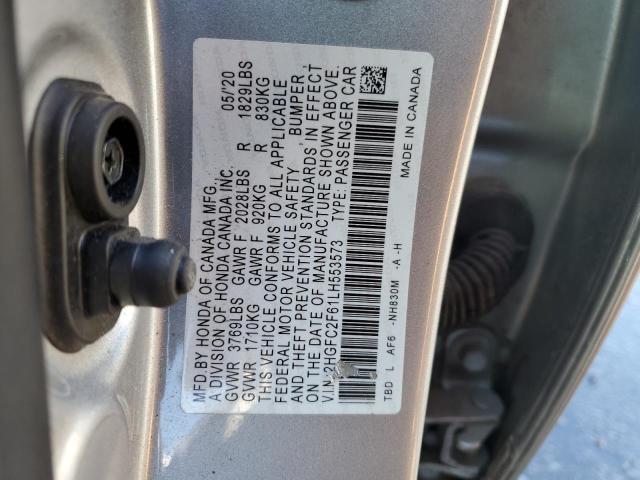 MFD.BY HONDA OF CANADA MFG., 05/'20
A DIVISION OF HONDA CANADA INC.
GVWR 3769LBS GAWR F 2028LBS R 1829LBS
GVWR 1710KG GAWR F 920KG R 830KG
THIS VEHICLE CONFORMS TO ALL APPLICABLE
FEDERAL MOTOR VEHICLE SAFETY , BUMPER ,
AND THEFT PREVENTION STANDARDS IN EFFECT
ON THE DATE OF MANUFACTURE SHOWN ABOVE.
V.I.N.:2HGFC2F61LH553573 TYPE: PASSENGER CAR
TBD L AF6 -NH830M -A -H MADE IN CANADA